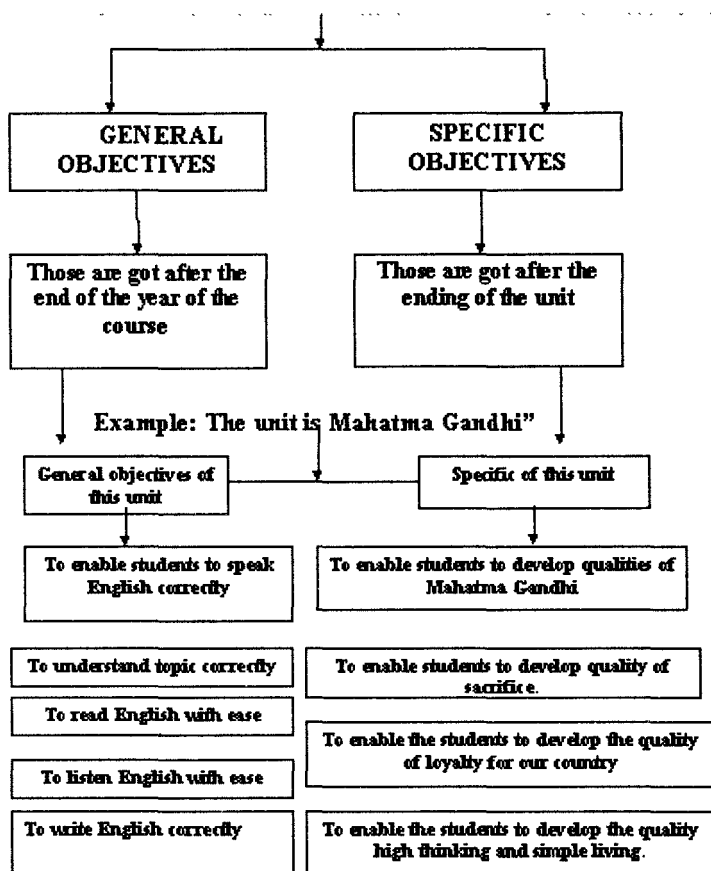 GENERAL
OBJECTIVES
SPECIFIC
OBJECTIVES
Those are got after the
end of the year of the
course
Those are got after the
ending of the unit
Example: The unit is Mahatma Gandhi”
General objectives of
this unit
Specific of this unit
To enable students to speak
English correctly
To enable students to develop qualities of
Mahatma Gandhi
To understand topic correctly
To enable students to develop quality of
sacrifice.
To read English with ease
To enable the students to develop the quality
of loyalty for our country
To listen English with ease
To write English correctly
To enable the students to develop the quality
high thinking and simple living.